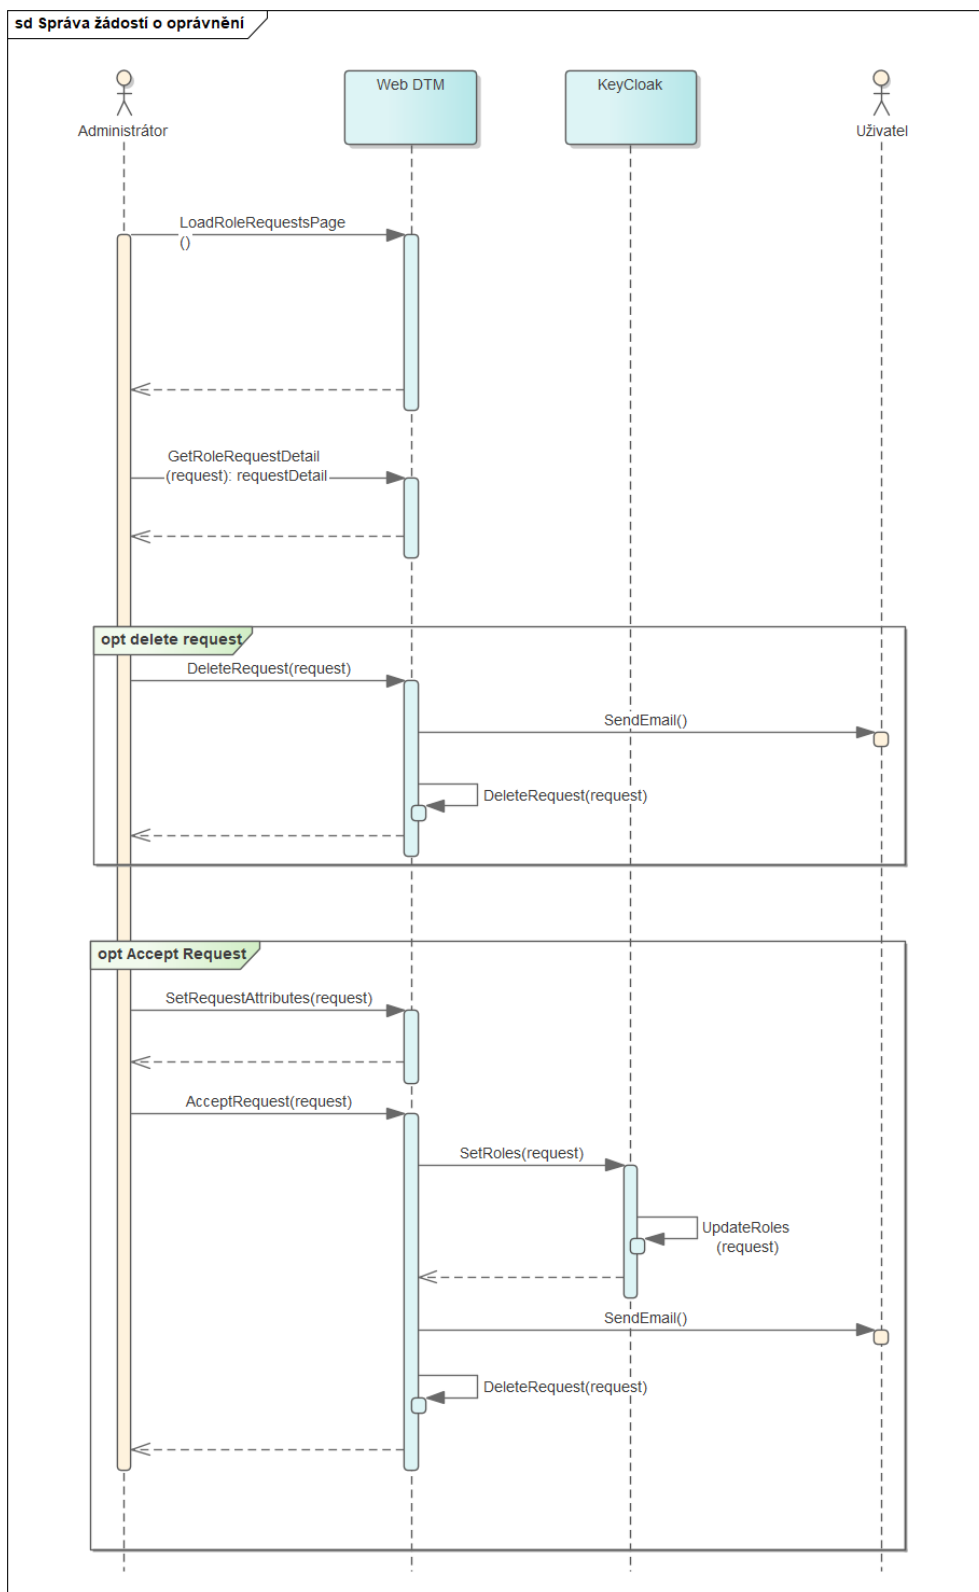 sd Správa žádostí o oprávnění
Administrátor
Web DTM
KeyCloak
Uživatel
LoadRoleRequestsPage
()
GetRoleRequestDetail
(request): requestDetail
opt delete request
DeleteRequest(request)
SendEmail()
DeleteRequest(request)
opt Accept Request
SetRequestAttributes(request)
AcceptRequest(request)
SetRoles(request)
UpdateRoles
(request)
SendEmail()
DeleteRequest(request)